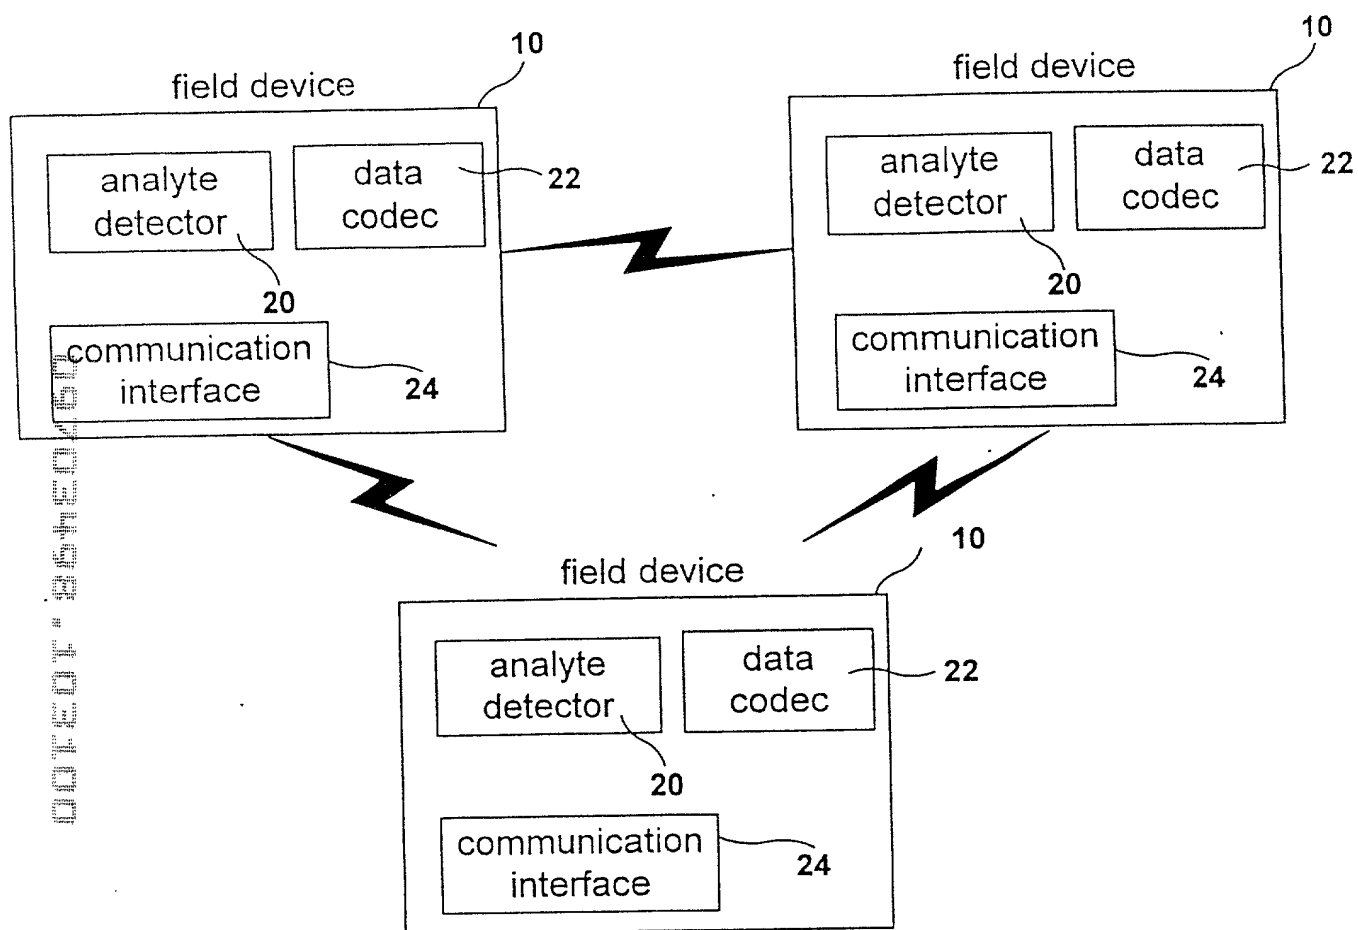 10
field device
analyte
detector
data
codec
22
20
communication
interface
24
10
field device
analyte
detector
data
codec
22
20
communication
interface
24
10
field device
analyte
detector
data
codec
22
20
communication
interface
24